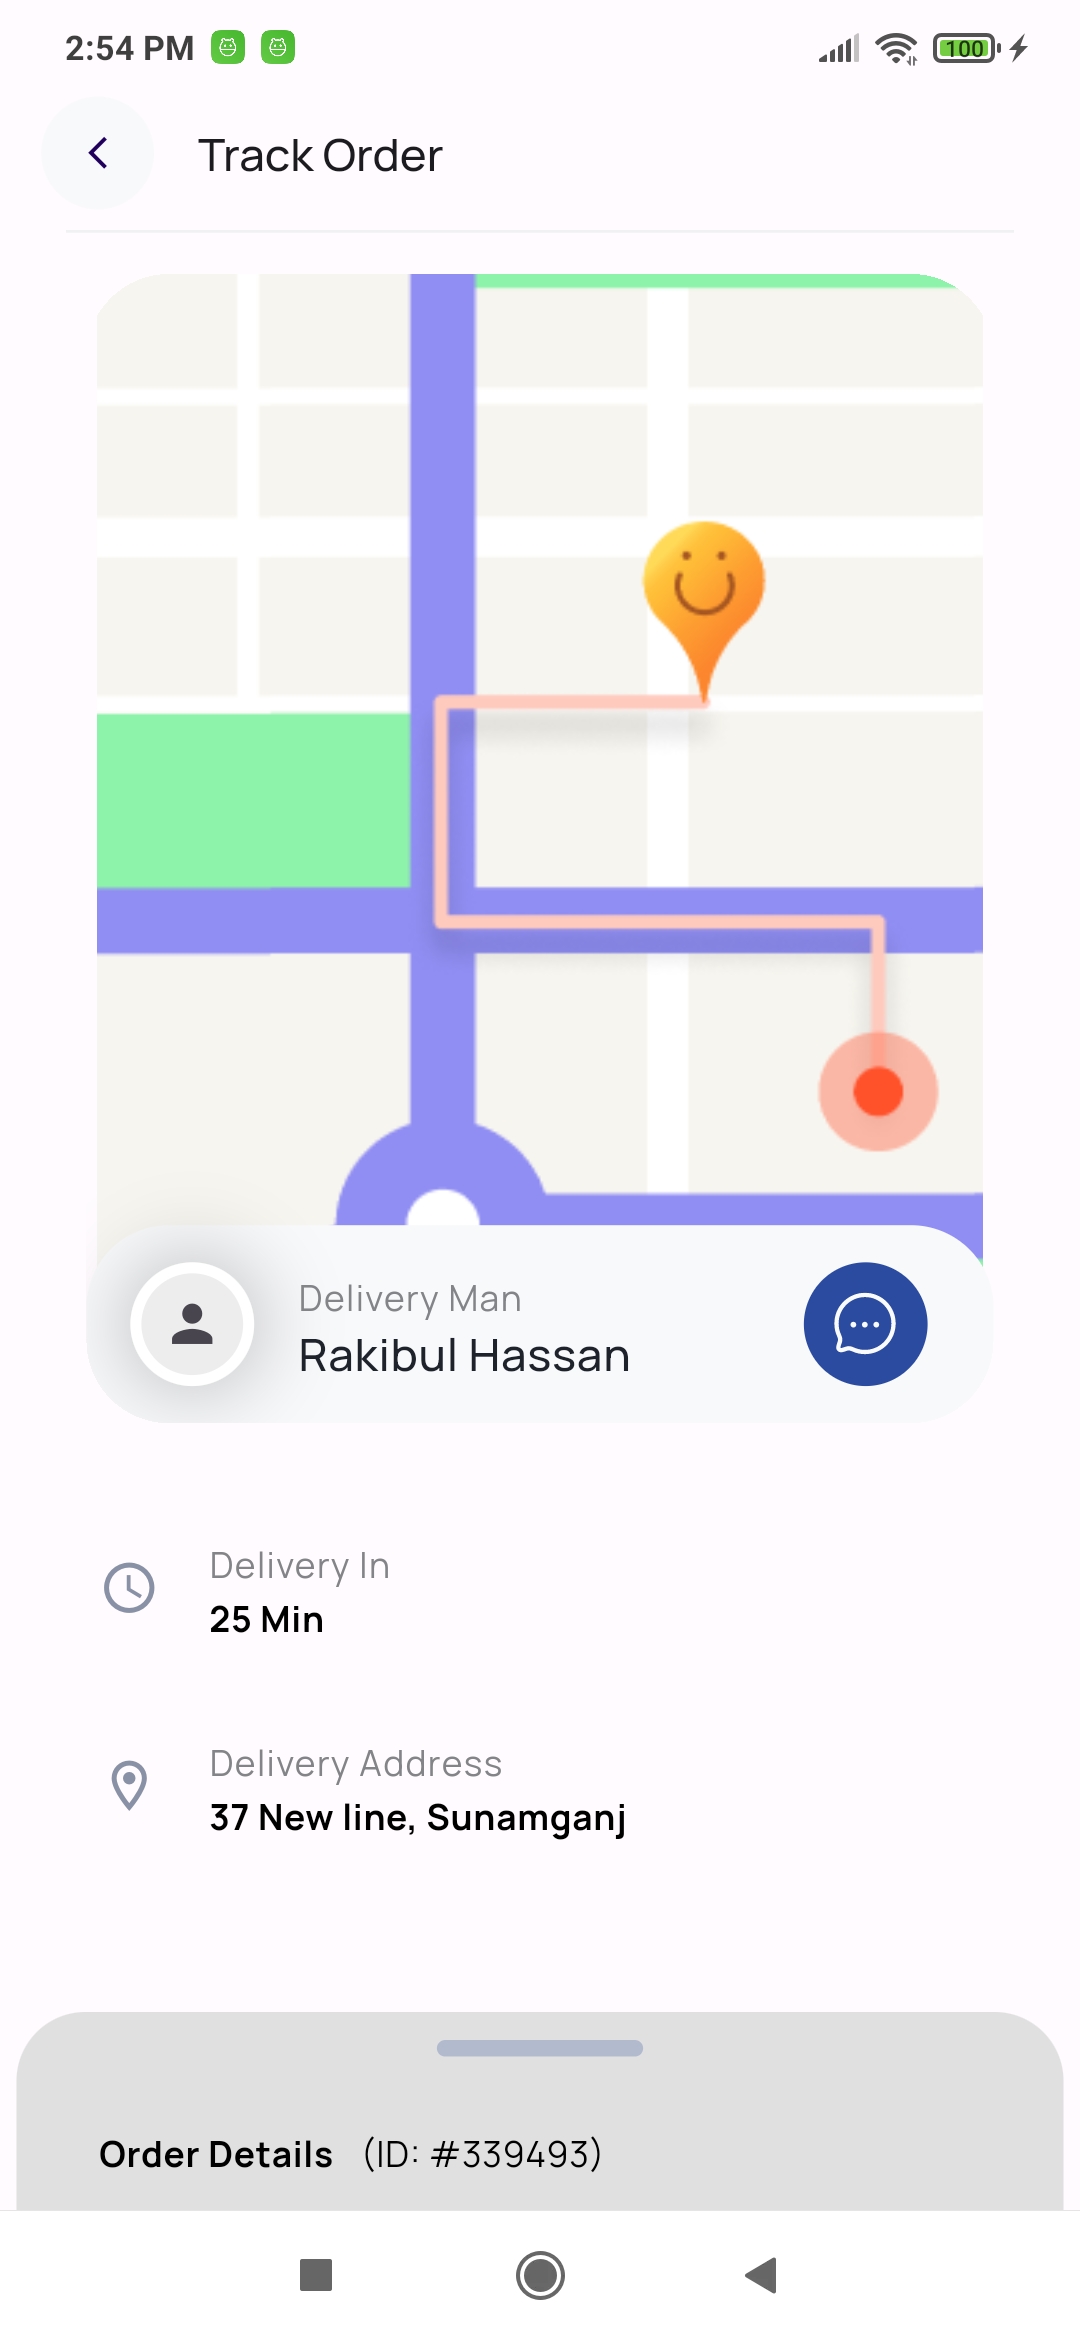 2:54 PM
100
Track Order
Delivery Man
Rakibul Hassan
Delivery In
25 Min
Delivery Address
37 New line, Sunamganj
Order Details (ID: #339493)